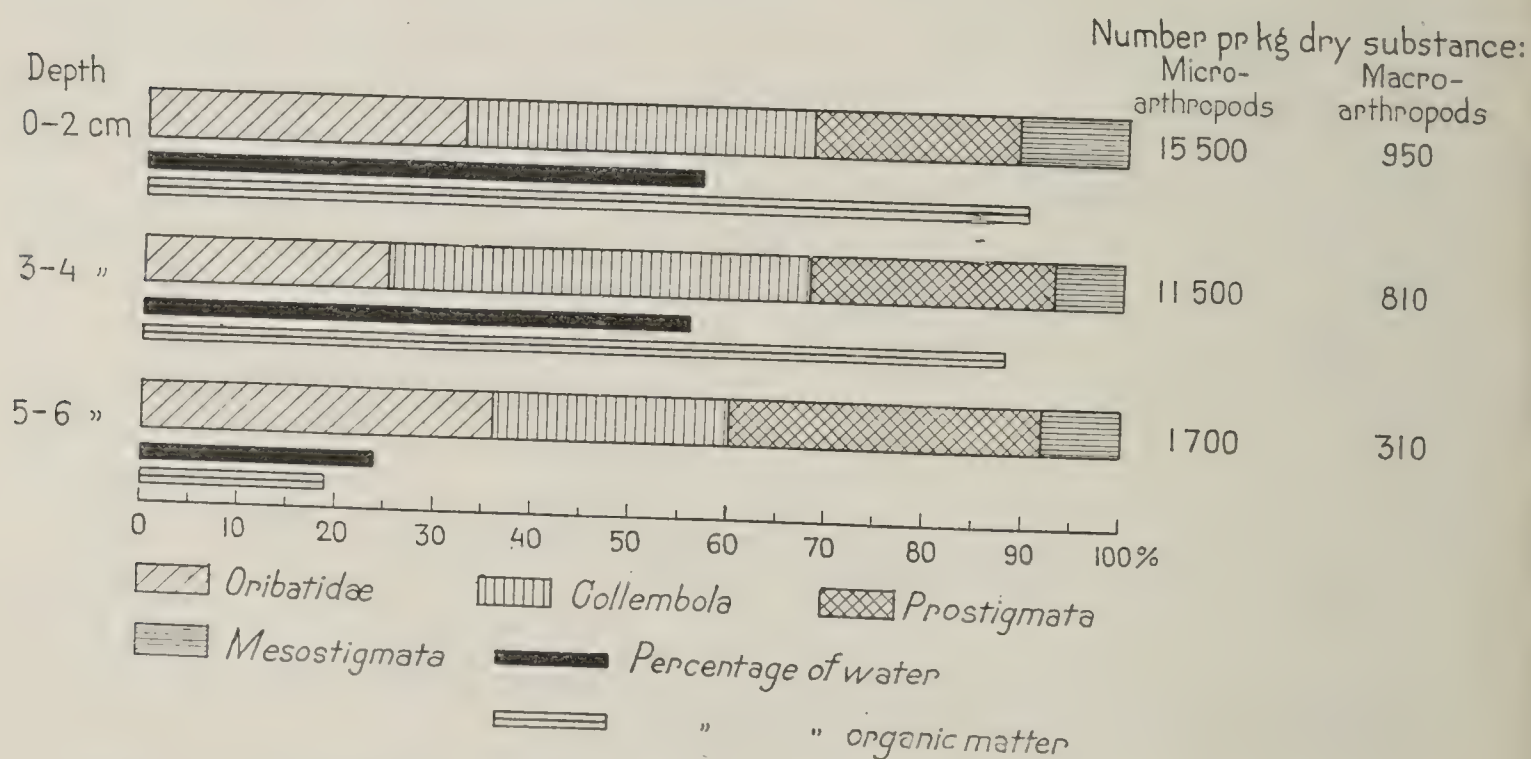 Number pr kg dry substance:
Depth Micro- Macro-
arthropods arthropods
0-2 cm 15 500 950
3-4 „ 11 500 810
5-6 „ 1 700 310
0 10 20 30 40 50 60 70 80 90 100%
Oribatidæ Collembola Prostigmata
Mesostigmata Percentage of water
„ „ organic matter